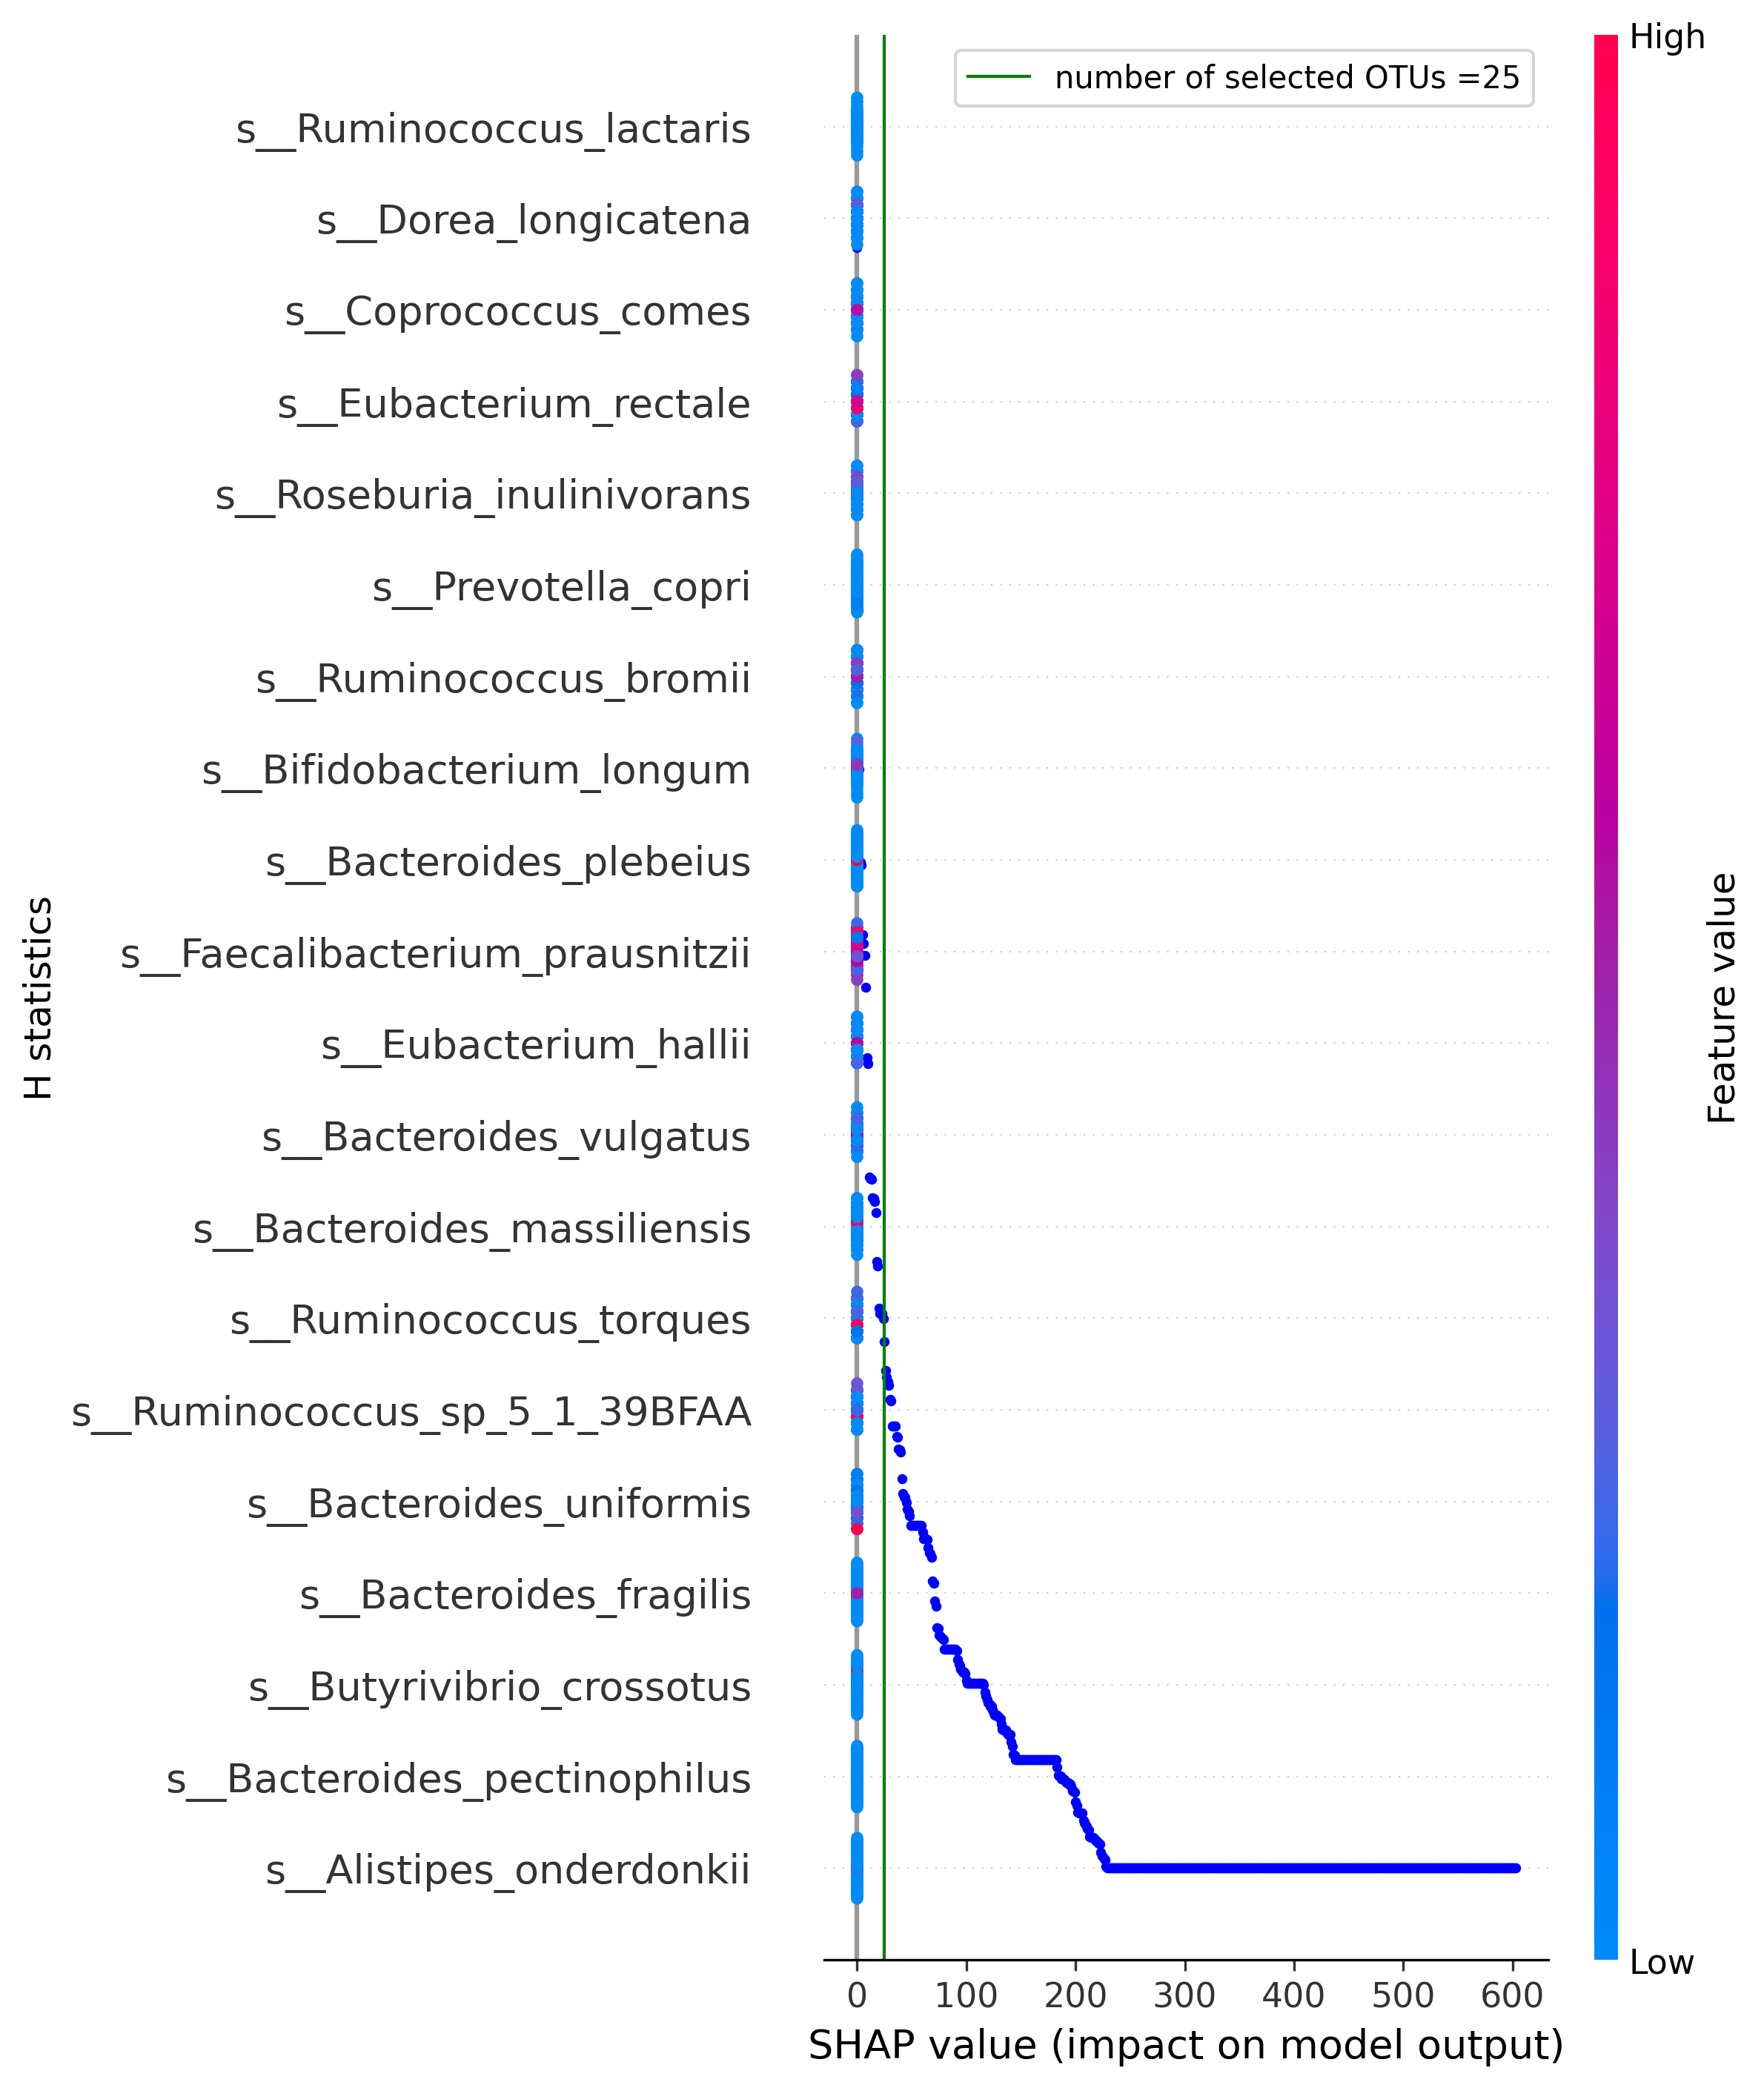 High
number of selected OTUs =25
s__Ruminococcus_lactaris
s__Dorea_longicatena
s__Coprococcus_comes
s__Eubacterium_rectale
s__Roseburia_inulinivorans
s__Prevotella_copri
s__Ruminococcus_bromii
s__Bifidobacterium_longum
s__Bacteroides_plebeius
s__Faecalibacterium_prausnitzii
s__Eubacterium_hallii
s__Bacteroides_vulgatus
s__Bacteroides_massiliensis
s__Ruminococcus_torques
s__Ruminococcus_sp_5_1_39BFAA
s__Bacteroides_uniformis
s__Bacteroides_fragilis
s__Butyrivibrio_crossotus
s__Bacteroides_pectinophilus
s__Alistipes_onderdonkii
H statistics
Feature value
Low
0 100 200 300 400 500 600
SHAP value (impact on model output)